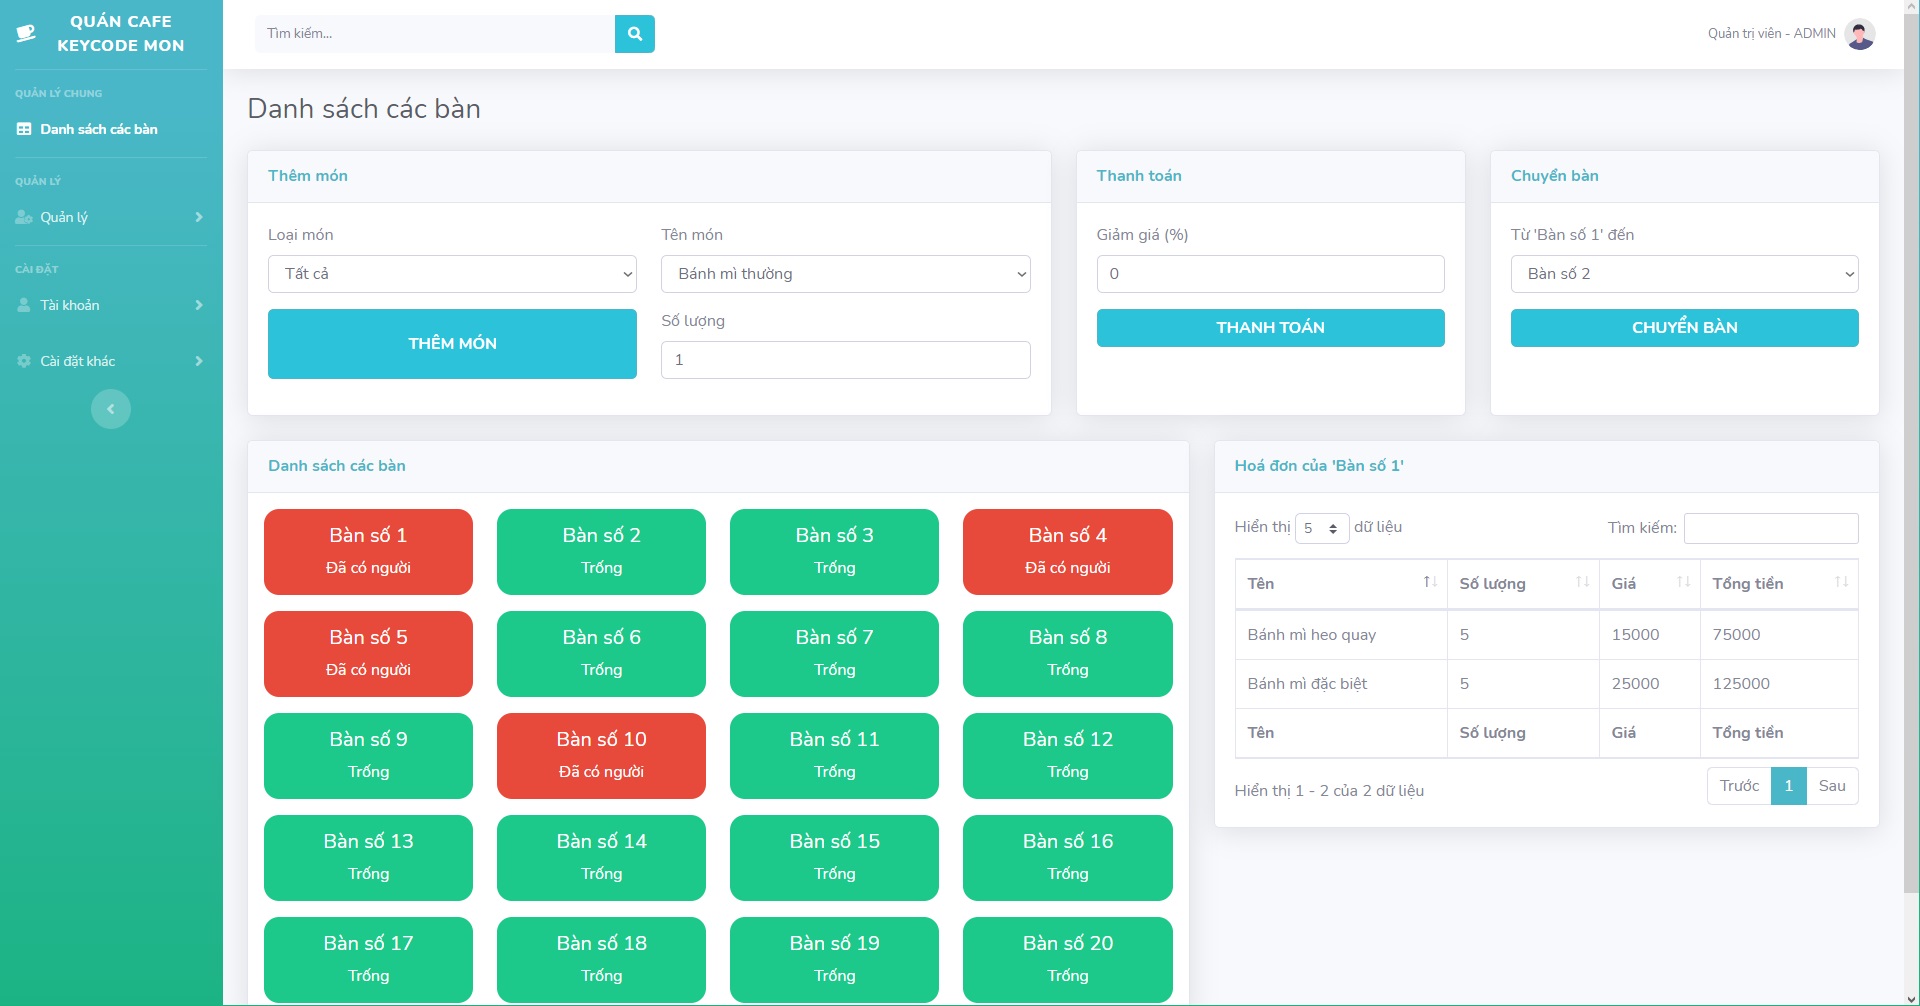 QUÁN CAFE
KEYCODE MON
Tìm kiếm...
Quản trị viên - ADMIN
QUẢN LÝ CHUNG
Danh sách các bàn
QUẢN LÝ
Quản lý
CÀI ĐẶT
Tài khoản
Cài đặt khác
Danh sách các bàn
Thêm món
Loại món
Tên món
Tất cả
Bánh mì thường
THÊM MÓN
Số lượng
1
Thanh toán
Giảm giá (%)
0
THANH TOÁN
Chuyển bàn
Từ 'Bàn số 1' đến
Bàn số 2
CHUYỂN BÀN
Danh sách các bàn
Bàn số 1
Đã có người
Bàn số 2
Trống
Bàn số 3
Trống
Bàn số 4
Đã có người
Bàn số 5
Đã có người
Bàn số 6
Trống
Bàn số 7
Trống
Bàn số 8
Trống
Bàn số 9
Trống
Bàn số 10
Đã có người
Bàn số 11
Trống
Bàn số 12
Trống
Bàn số 13
Trống
Bàn số 14
Trống
Bàn số 15
Trống
Bàn số 16
Trống
Bàn số 17
Trống
Bàn số 18
Trống
Bàn số 19
Trống
Bàn số 20
Trống
Hoá đơn của 'Bàn số 1'
Hiển thị 5 dữ liệu
Tìm kiếm:
Tên Số lượng Giá Tổng tiền
Bánh mì heo quay 5 15000 75000
Bánh mì đặc biệt 5 25000 125000
Tên Số lượng Giá Tổng tiền
Hiển thị 1 - 2 của 2 dữ liệu
Trước 1 Sau